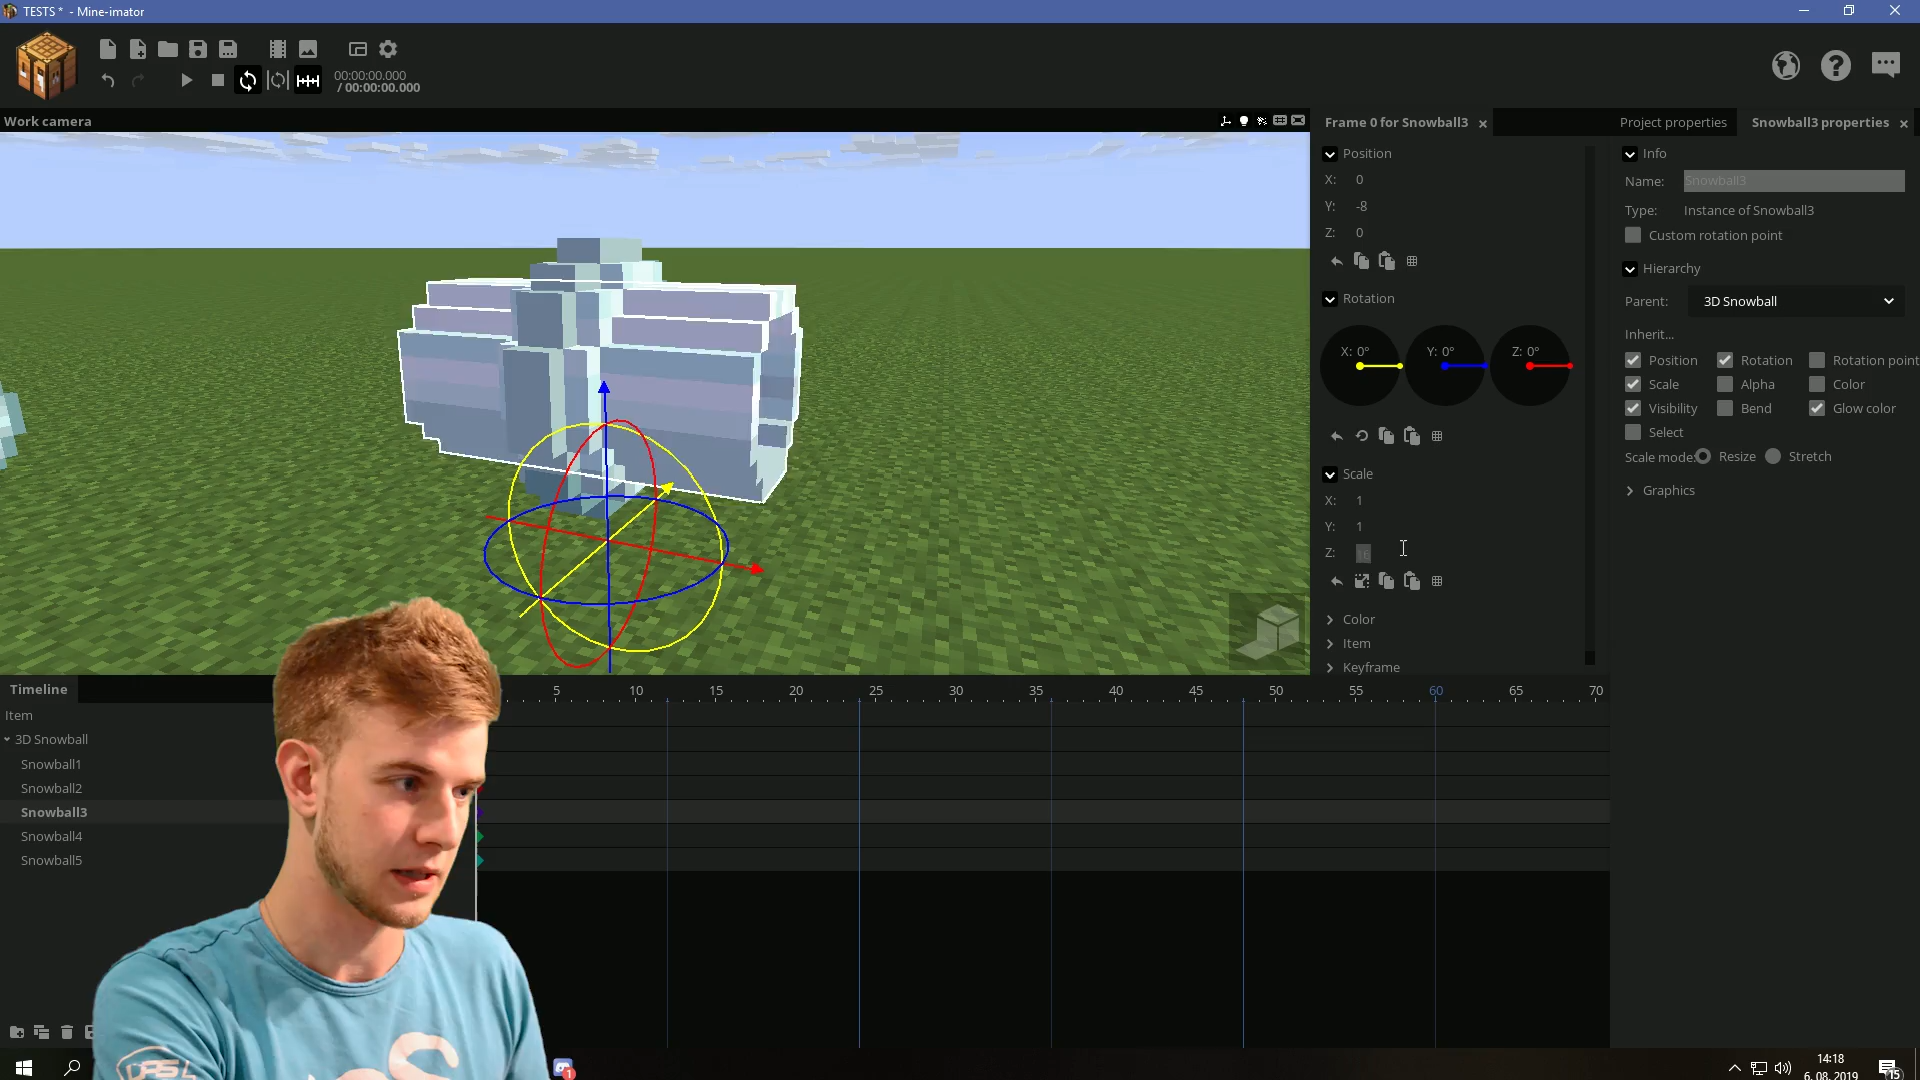 TESTS * - Mine-imator
00:00:00.000
/ 00:00:00.000
Work camera
Frame 0 for Snowball3
Project properties
Snowball3 properties
Position
X: 0
Y: -8
Z: 0
Rotation
X: 0°
Y: 0°
Z: 0°
Scale
X: 1
Y: 1
Z:
Color
Item
Keyframe
Info
Name: Snowball3
Type: Instance of Snowball3
Custom rotation point
Hierarchy
Parent: 3D Snowball
Inherit...
Position Rotation Rotation point
Scale Alpha Color
Visibility Bend Glow color
Select
Scale mode: Resize Stretch
Graphics
Timeline
5 10 15 20 25 30 35 40 45 50 55 60 65 70
Item
3D Snowball
Snowball1
Snowball2
Snowball3
Snowball4
Snowball5
1
14:18
6. 08. 2019
15